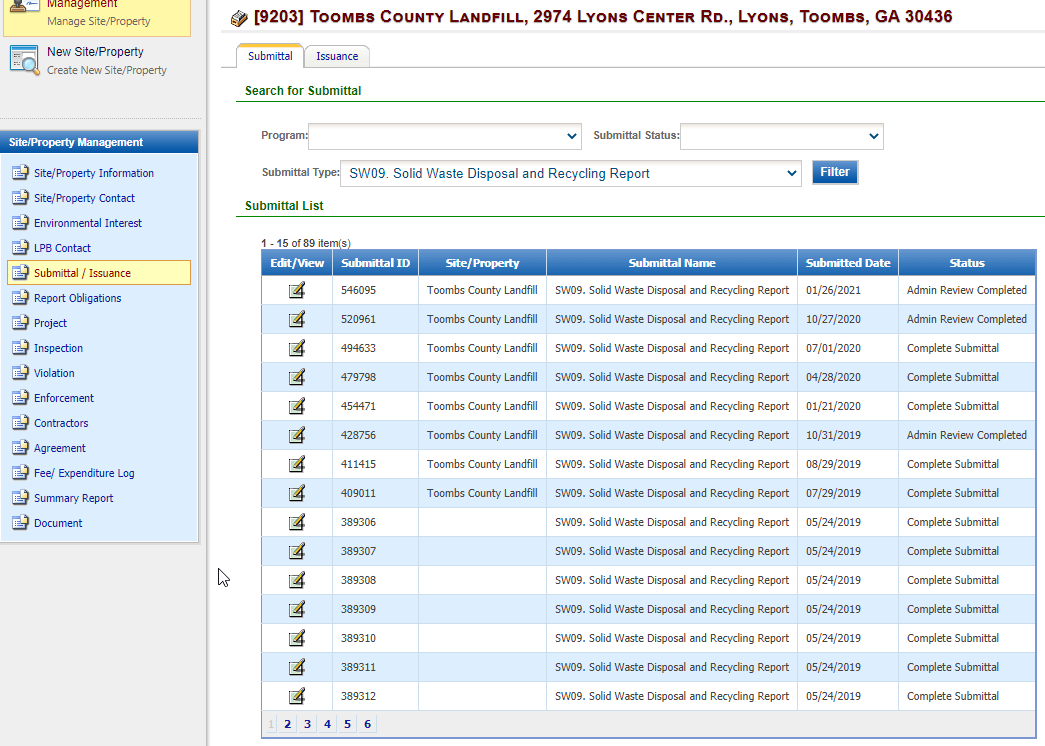 Management
Manage Site/Property
New Site/Property
Create New Site/Property
Site/Property Management
Site/Property Information
Site/Property Contact
Environmental Interest
LPB Contact
Submittal / Issuance
Report Obligations
Project
Inspection
Violation
Enforcement
Contractors
Agreement
Fee/ Expenditure Log
Summary Report
Document
[9203] Toombs County Landfill, 2974 Lyons Center Rd., Lyons, Toombs, GA 30436
Submittal Issuance
Search for Submittal
Program: Submittal Status:
Submittal Type: SW09. Solid Waste Disposal and Recycling Report Filter
Submittal List
1 - 15 of 89 item(s)
Edit/View Submittal ID Site/Property Submittal Name Submitted Date Status
546095 Toombs County Landfill SW09. Solid Waste Disposal and Recycling Report 01/26/2021 Admin Review Completed
520961 Toombs County Landfill SW09. Solid Waste Disposal and Recycling Report 10/27/2020 Admin Review Completed
494633 Toombs County Landfill SW09. Solid Waste Disposal and Recycling Report 07/01/2020 Complete Submittal
479798 Toombs County Landfill SW09. Solid Waste Disposal and Recycling Report 04/28/2020 Complete Submittal
454471 Toombs County Landfill SW09. Solid Waste Disposal and Recycling Report 01/21/2020 Complete Submittal
428756 Toombs County Landfill SW09. Solid Waste Disposal and Recycling Report 10/31/2019 Admin Review Completed
411415 Toombs County Landfill SW09. Solid Waste Disposal and Recycling Report 08/29/2019 Complete Submittal
409011 Toombs County Landfill SW09. Solid Waste Disposal and Recycling Report 07/29/2019 Complete Submittal
389306 SW09. Solid Waste Disposal and Recycling Report 05/24/2019 Complete Submittal
389307 SW09. Solid Waste Disposal and Recycling Report 05/24/2019 Complete Submittal
389308 SW09. Solid Waste Disposal and Recycling Report 05/24/2019 Complete Submittal
389309 SW09. Solid Waste Disposal and Recycling Report 05/24/2019 Complete Submittal
389310 SW09. Solid Waste Disposal and Recycling Report 05/24/2019 Complete Submittal
389311 SW09. Solid Waste Disposal and Recycling Report 05/24/2019 Complete Submittal
389312 SW09. Solid Waste Disposal and Recycling Report 05/24/2019 Complete Submittal
1 2 3 4 5 6